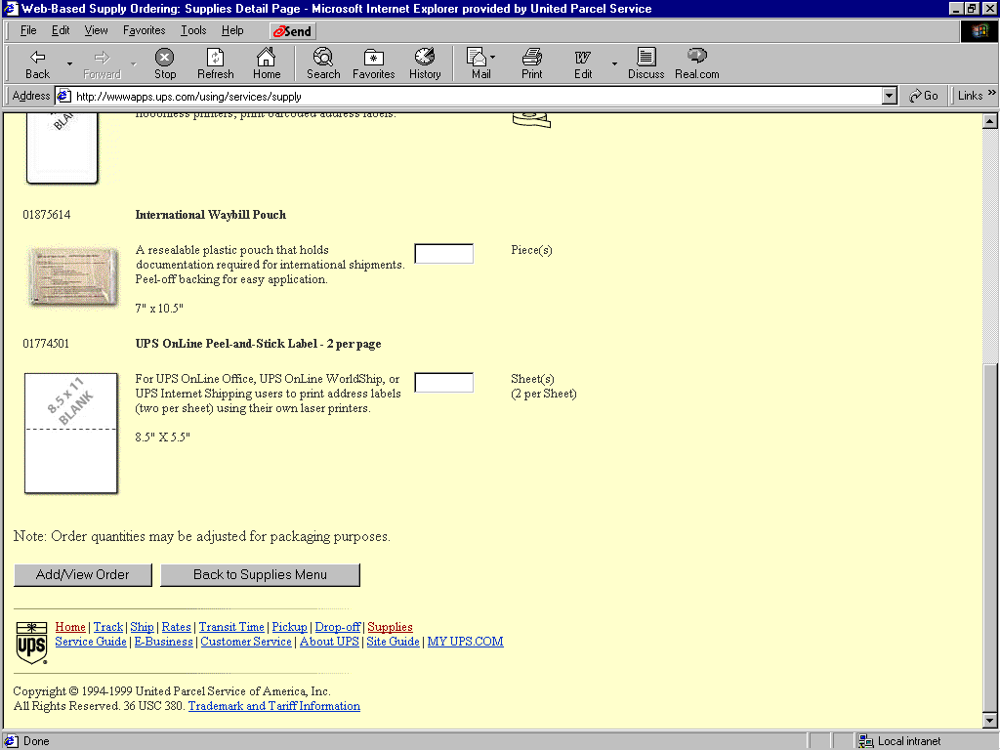 Web-Based Supply Ordering: Supplies Detail Page - Microsoft Internet Explorer provided by United Parcel Service
File Edit View Favorites Tools Help Send
Back Forward Stop Refresh Home Search Favorites History Mail Print Edit Discuss Real.com
Address http://wwwapps.ups.com/using/services/supply Go Links »
BLANK
printers, print barcoded address labels.
01875614 International Waybill Pouch
A resealable plastic pouch that holds Piece(s)
documentation required for international shipments.
Peel-off backing for easy application.
7" x 10.5"
01774501 UPS OnLine Peel-and-Stick Label - 2 per page
8.5 x 11
BLANK
For UPS OnLine Office, UPS OnLine WorldShip, or Sheet(s)
UPS Internet Shipping users to print address labels (2 per Sheet)
(two per sheet) using their own laser printers.
8.5" X 5.5"
Note: Order quantities may be adjusted for packaging purposes.
Add/View Order Back to Supplies Menu
ups
Home | Track | Ship | Rates | Transit Time | Pickup | Drop-off | Supplies
Service Guide | E-Business | Customer Service | About UPS | Site Guide | MY UPS.COM
Copyright © 1994-1999 United Parcel Service of America, Inc.
All Rights Reserved. 36 USC 380. Trademark and Tariff Information
Done Local intranet